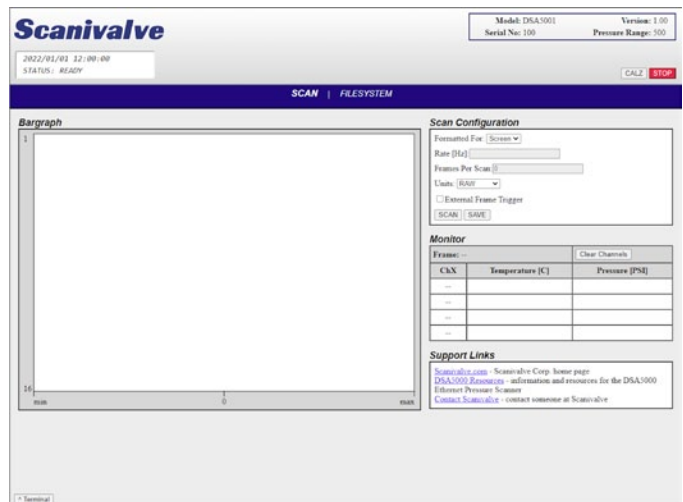 Scanivalve
Model: DSA5001 Version: 1.00
Serial No: 100 Pressure Range: 500
2022/01/01 12:00:00
STATUS: READY
CALZ STOP
SCAN | FILESYSTEM
Bargraph
1
16
min 0 max
Scan Configuration
Formatted For: Screen
Rate [Hz]
Frames Per Scan 0
Units: RAW
External Frame Trigger
SCAN SAVE
Monitor
Frame: -- Clear Channels
ChX Temperature [C] Pressure [PSI]
--
--
--
--
Support Links
Scanivalve.com - Scanivalve Corp. home page
DSA5000 Resources - information and resources for the DSA5000
Ethernet Pressure Scanner
Contact Scanivalve - contact someone at Scanivalve
^ Terminal